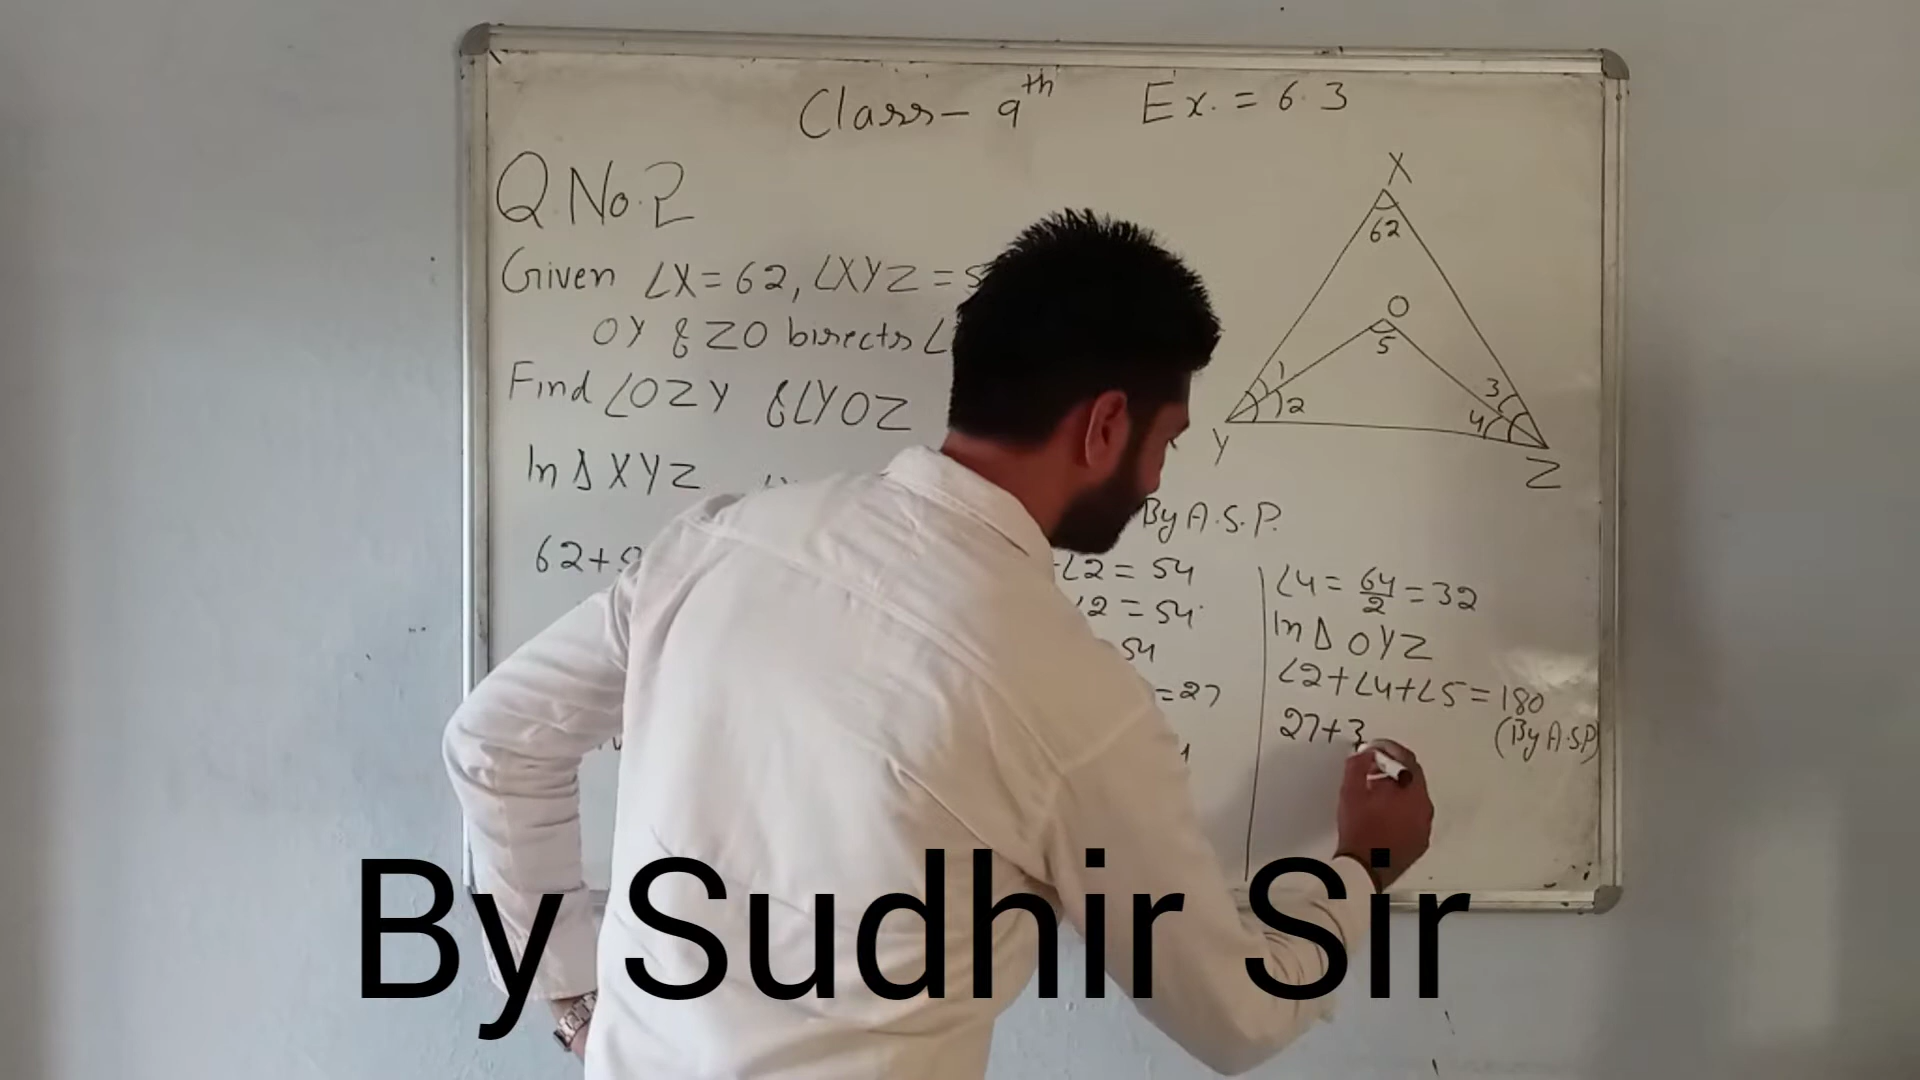 Class- 9th Ex. = 6.3
Q.No.2
Given ∠X=62, ∠XYZ = 5
OY & ZO bisects ∠
Find ∠OZY & ∠YOZ
In Δ XYZ
By A.S.P.
62+
∠2 = 54
∠2 = 54
54
=27
X
62
O
5
1
2
3
4
Y
Z
∠4 = 64/2 = 32
In Δ OYZ
∠2+∠4+∠5 = 180
(By A.S.P)
27+3
By Sudhir Sir